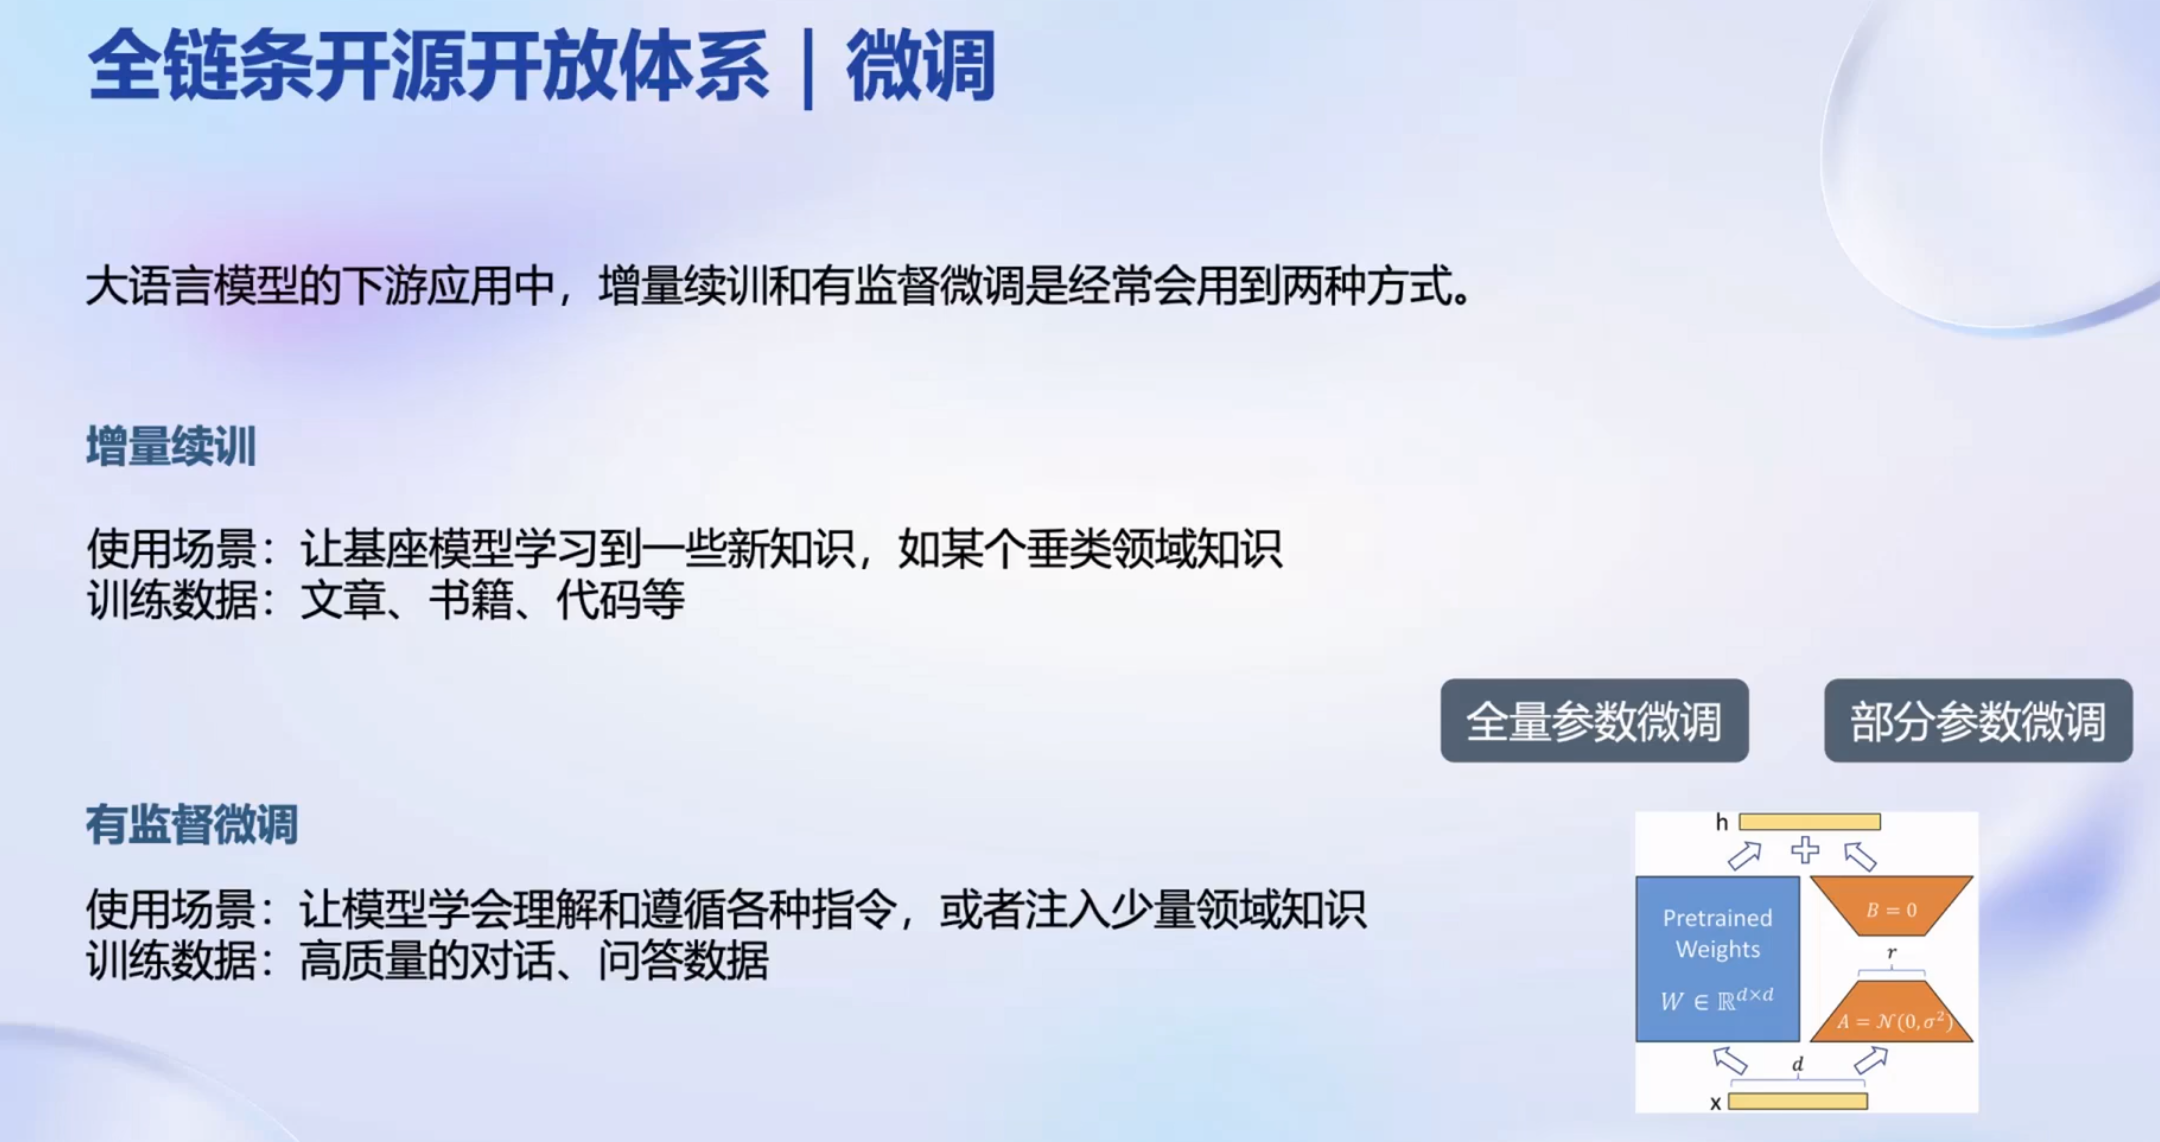 全链条开源开放体系 | 微调
大语言模型的下游应用中，增量续训和有监督微调是经常会用到两种方式。
增量续训
使用场景：让基座模型学习到一些新知识，如某个垂类领域知识
训练数据：文章、书籍、代码等
全量参数微调
部分参数微调
有监督微调
使用场景：让模型学会理解和遵循各种指令，或者注入少量领域知识
训练数据：高质量的对话、问答数据
h
Pretrained
Weights
W ∈ ℝ^{d×d}
B = 0
r
A = 𝒩(0, σ²)
d
x